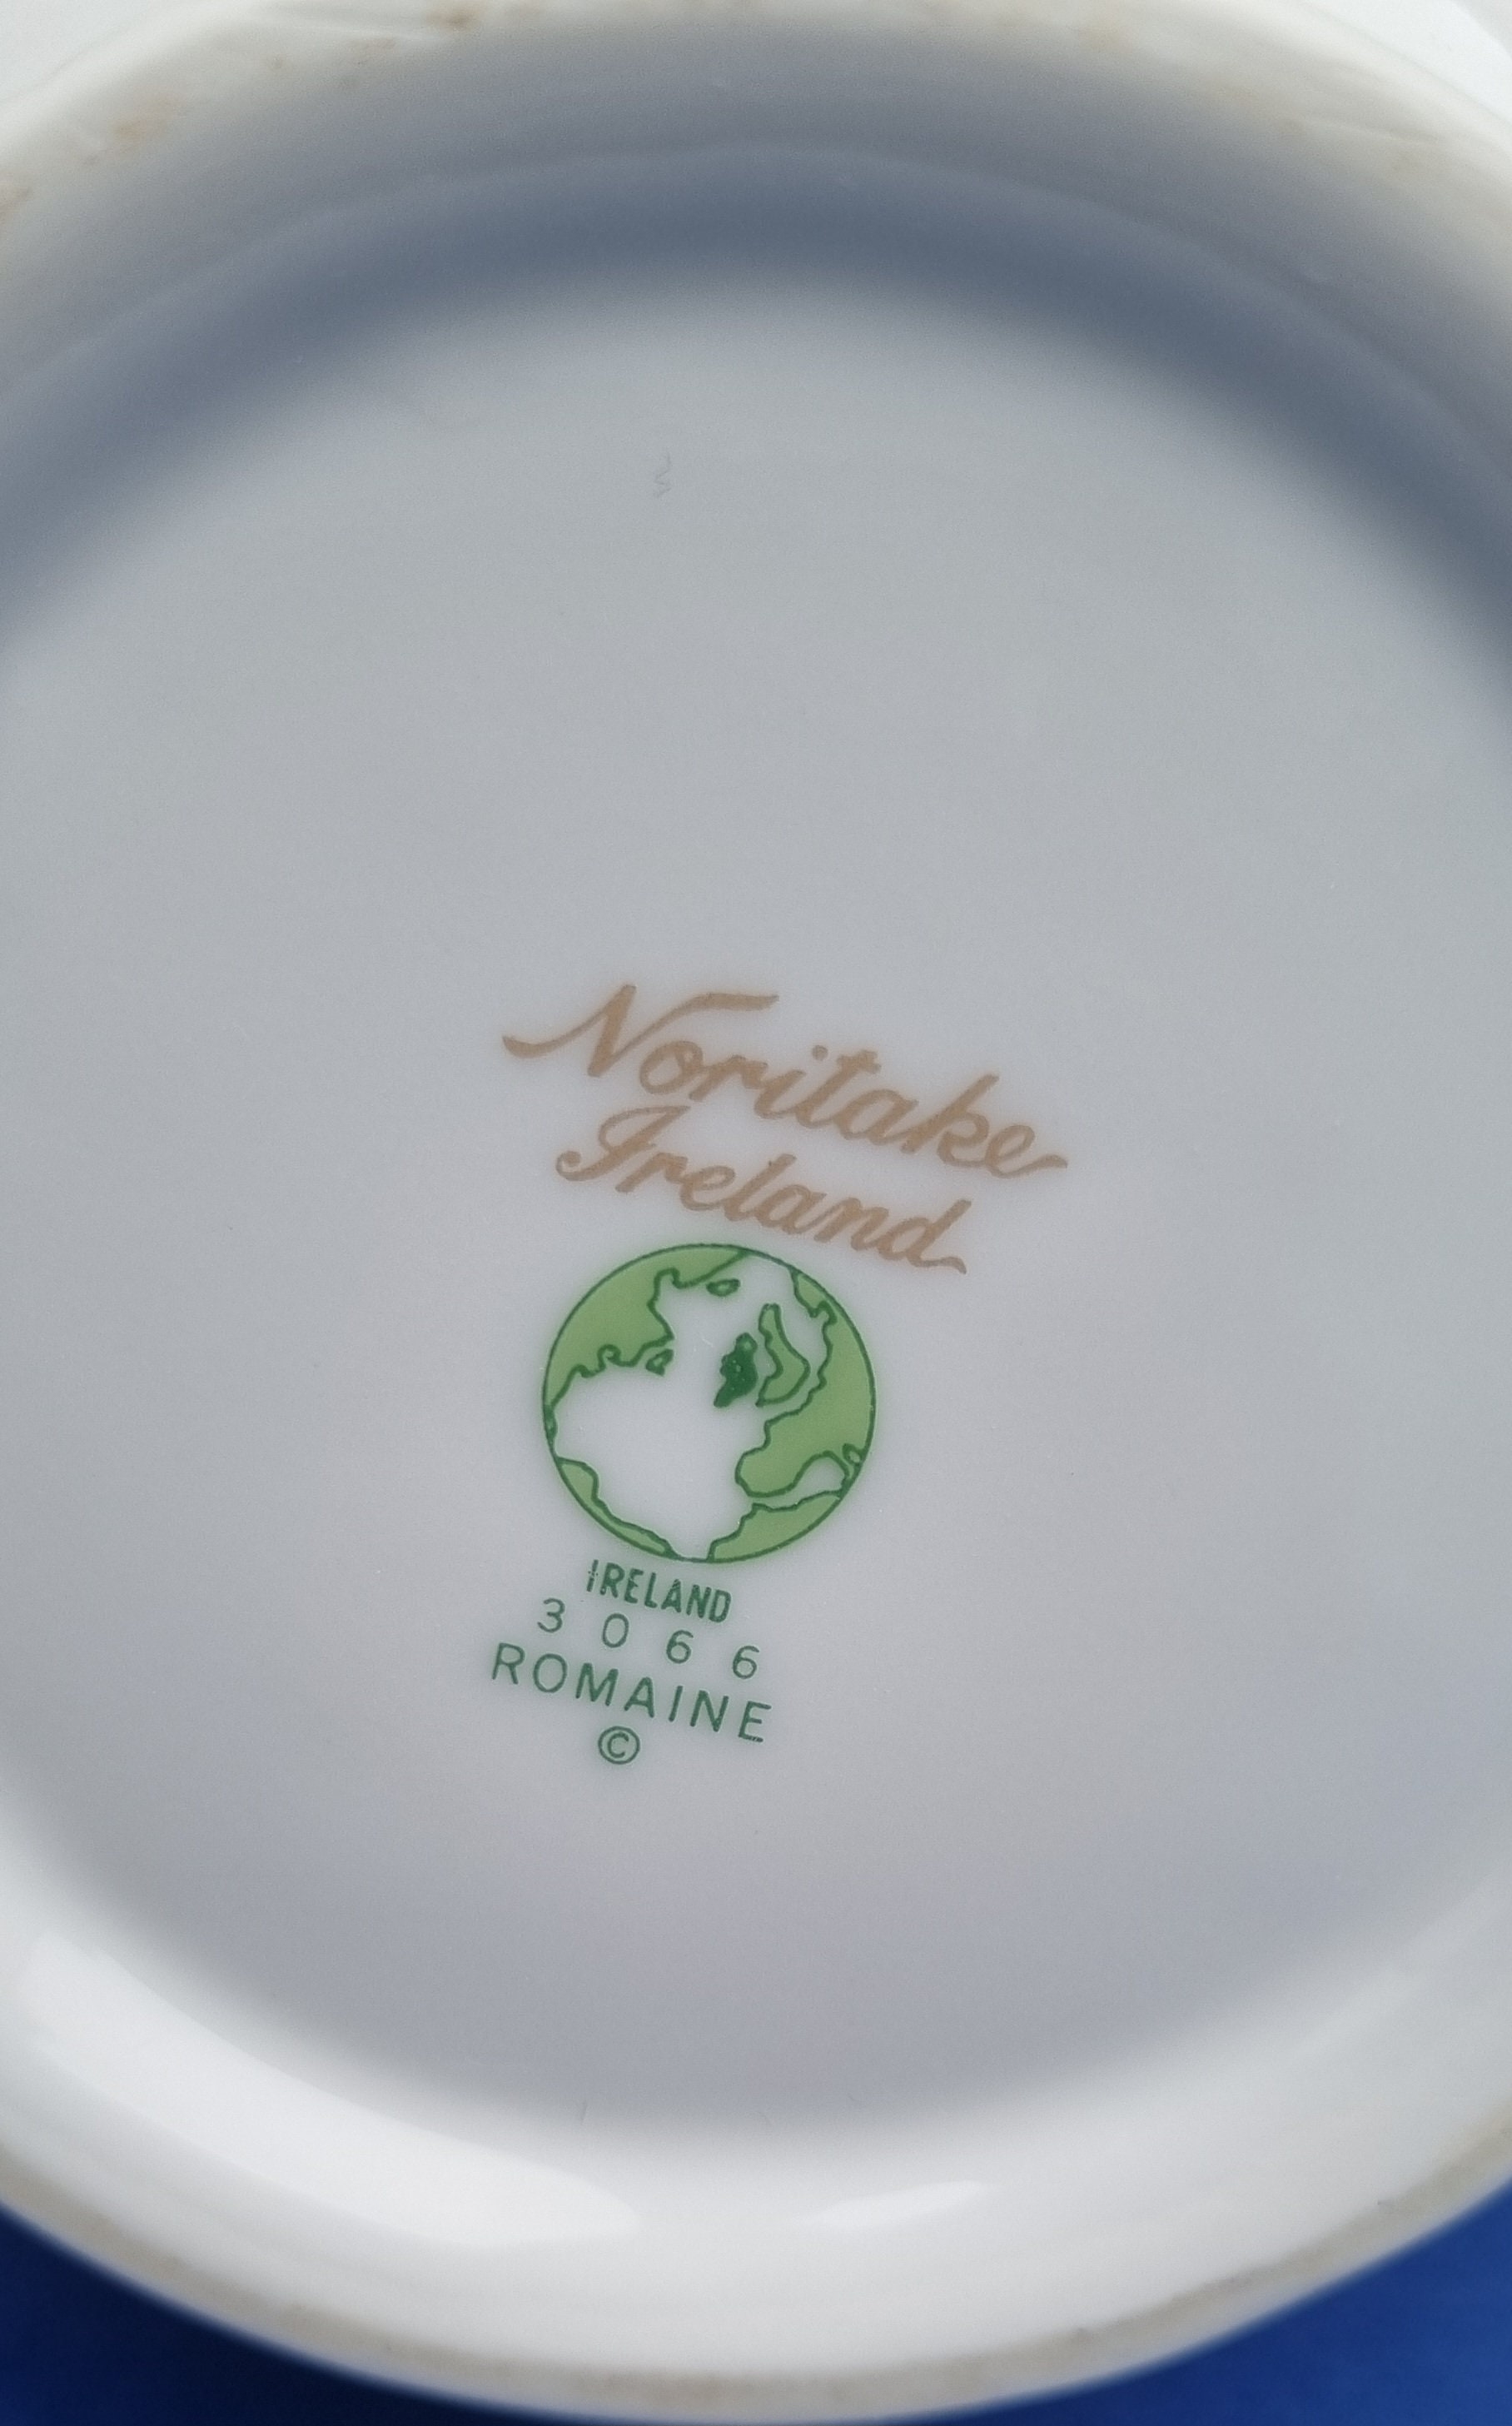 Noritake
Ireland
IRELAND
3066
ROMAINE
©